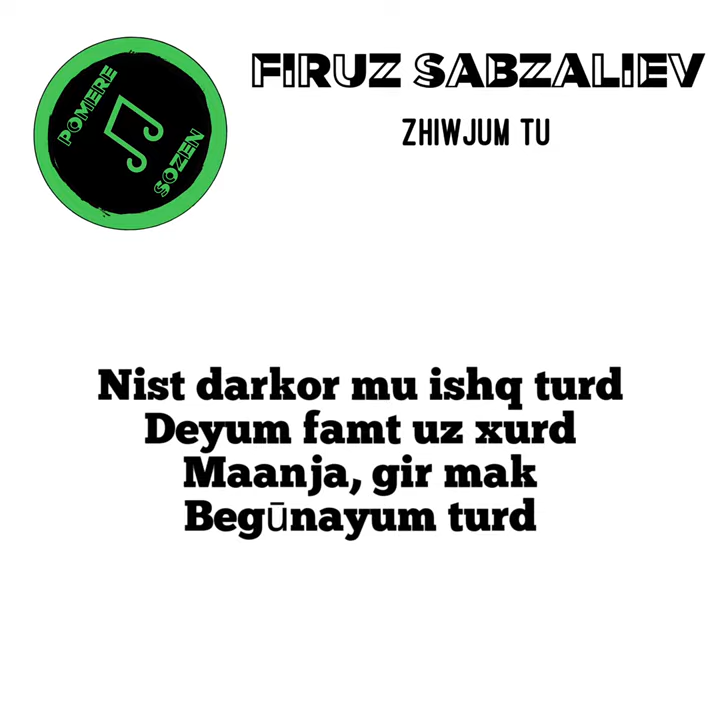 POMERE
SOZEN
FIRUZ SABZALIEV
ZHIWJUM TU
Nist darkor mu ishq turd
Deyum famt uz xurd
Maanja, gir mak
Begūnayum turd